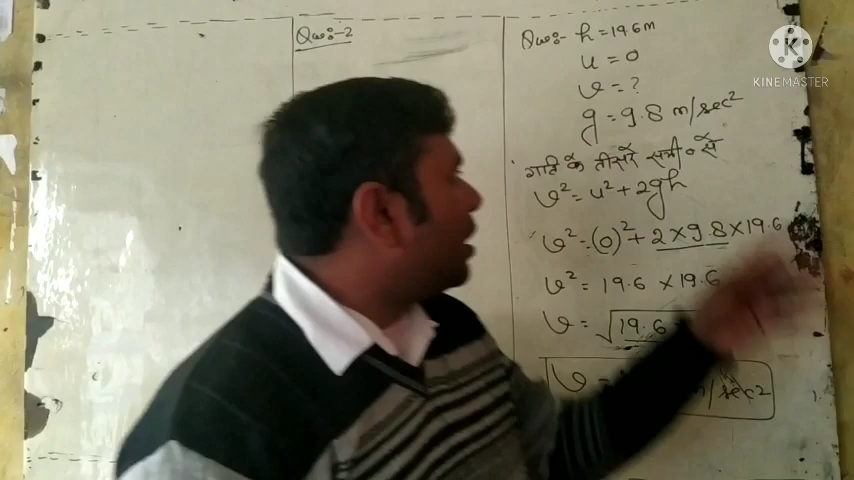 Qus:-2
Qus:- h = 19.6m
u = 0
v = ?
g = 9.8 m/sec²
गति के तीसरे समी० से
v² = u² + 2gh
v² = (0)² + 2 × 9.8 × 19.6
v² = 19.6 × 19.6
v = √19.6
v = m/sec²
K
KINEMASTER